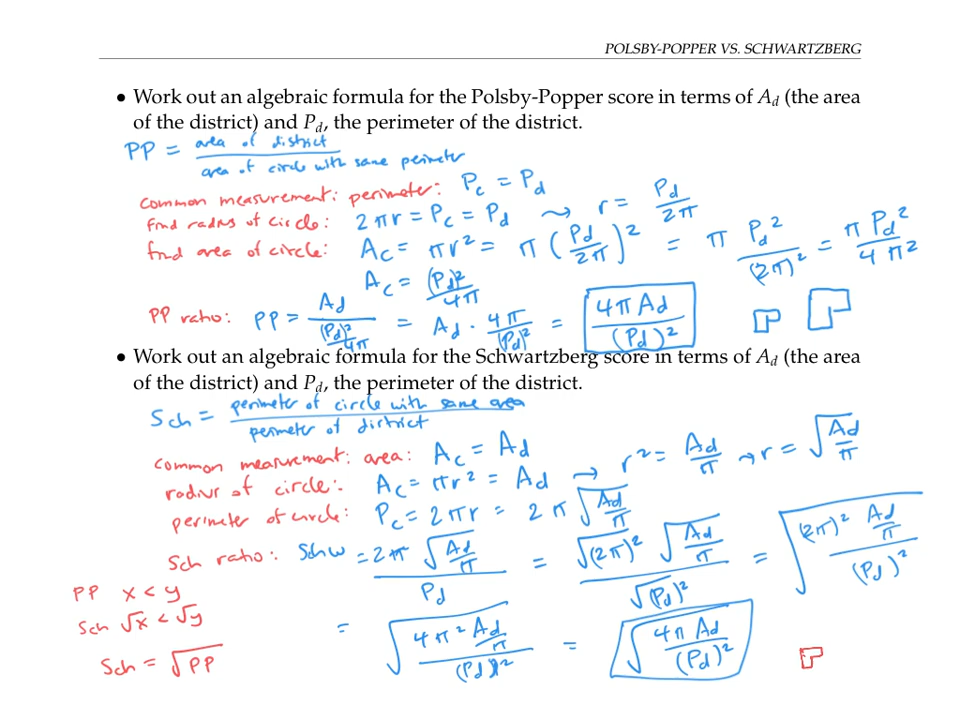 POLSBY-POPPER VS. SCHWARTZBERG
• Work out an algebraic formula for the Polsby-Popper score in terms of A_d (the area
of the district) and P_d, the perimeter of the district.
PP = area of district / area of circle with same perimeter
common measurement: perimeter: P_c = P_d
find radius of circle: 2πr = P_c = P_d → r = P_d / 2π
find area of circle: A_c = πr² = π (P_d / 2π)² = π P_d² / (2π)² = π P_d² / 4π²
A_c = (P_d)² / 4π
PP ratio: PP = A_d / ((P_d)² / 4π) = A_d · 4π / (P_d)² = 4π A_d / (P_d)²
• Work out an algebraic formula for the Schwartzberg score in terms of A_d (the area
of the district) and P_d, the perimeter of the district.
Sch = perimeter of circle with same area / perimeter of district
common measurement: area: A_c = A_d
radius of circle: A_c = πr² = A_d → r² = A_d / π → r = √(A_d / π)
perimeter of circle: P_c = 2πr = 2π √(A_d / π)
Sch ratio: Schw = 2π √(A_d / π) / P_d = √(2π)² √(A_d / π) / √(P_d)² = √((2π)² A_d / π / (P_d)²)
PP x < y
Sch √x < √y
= √(4π² A_d / π / (P_d)²) = √(4π A_d / (P_d)²)
Sch = √PP